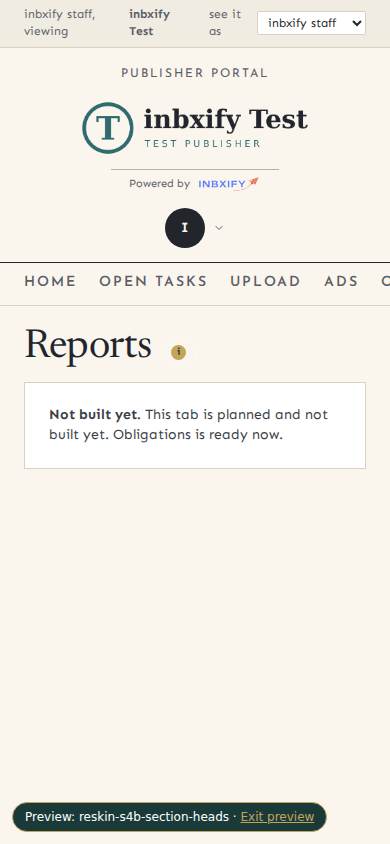 inbxify staff, viewing inbxify Test see it as inbxify staff
PUBLISHER PORTAL
T inbxify Test
TEST PUBLISHER
Powered by INBXIFY
I
HOME OPEN TASKS UPLOAD ADS
Reports i
Not built yet. This tab is planned and not
built yet. Obligations is ready now.
Preview: reskin-s4b-section-heads · Exit preview